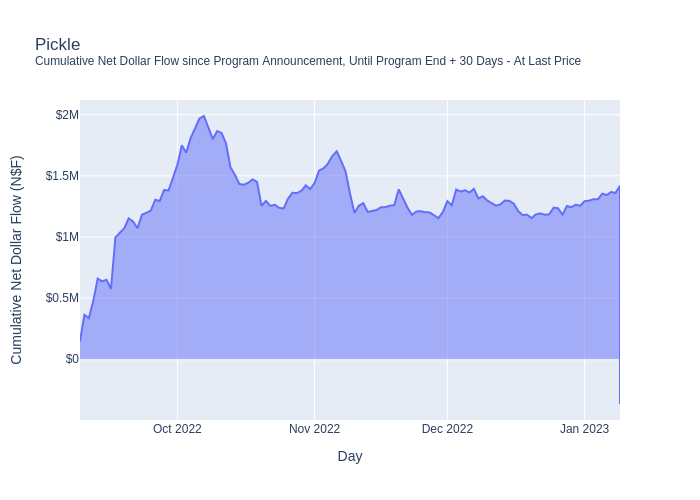 Pickle
Cumulative Net Dollar Flow since Program Announcement, Until Program End + 30 Days - At Last Price
Cumulative Net Dollar Flow (N$F)
$2M
$1.5M
$1M
$0.5M
$0
Oct 2022
Nov 2022
Dec 2022
Jan 2023
Day